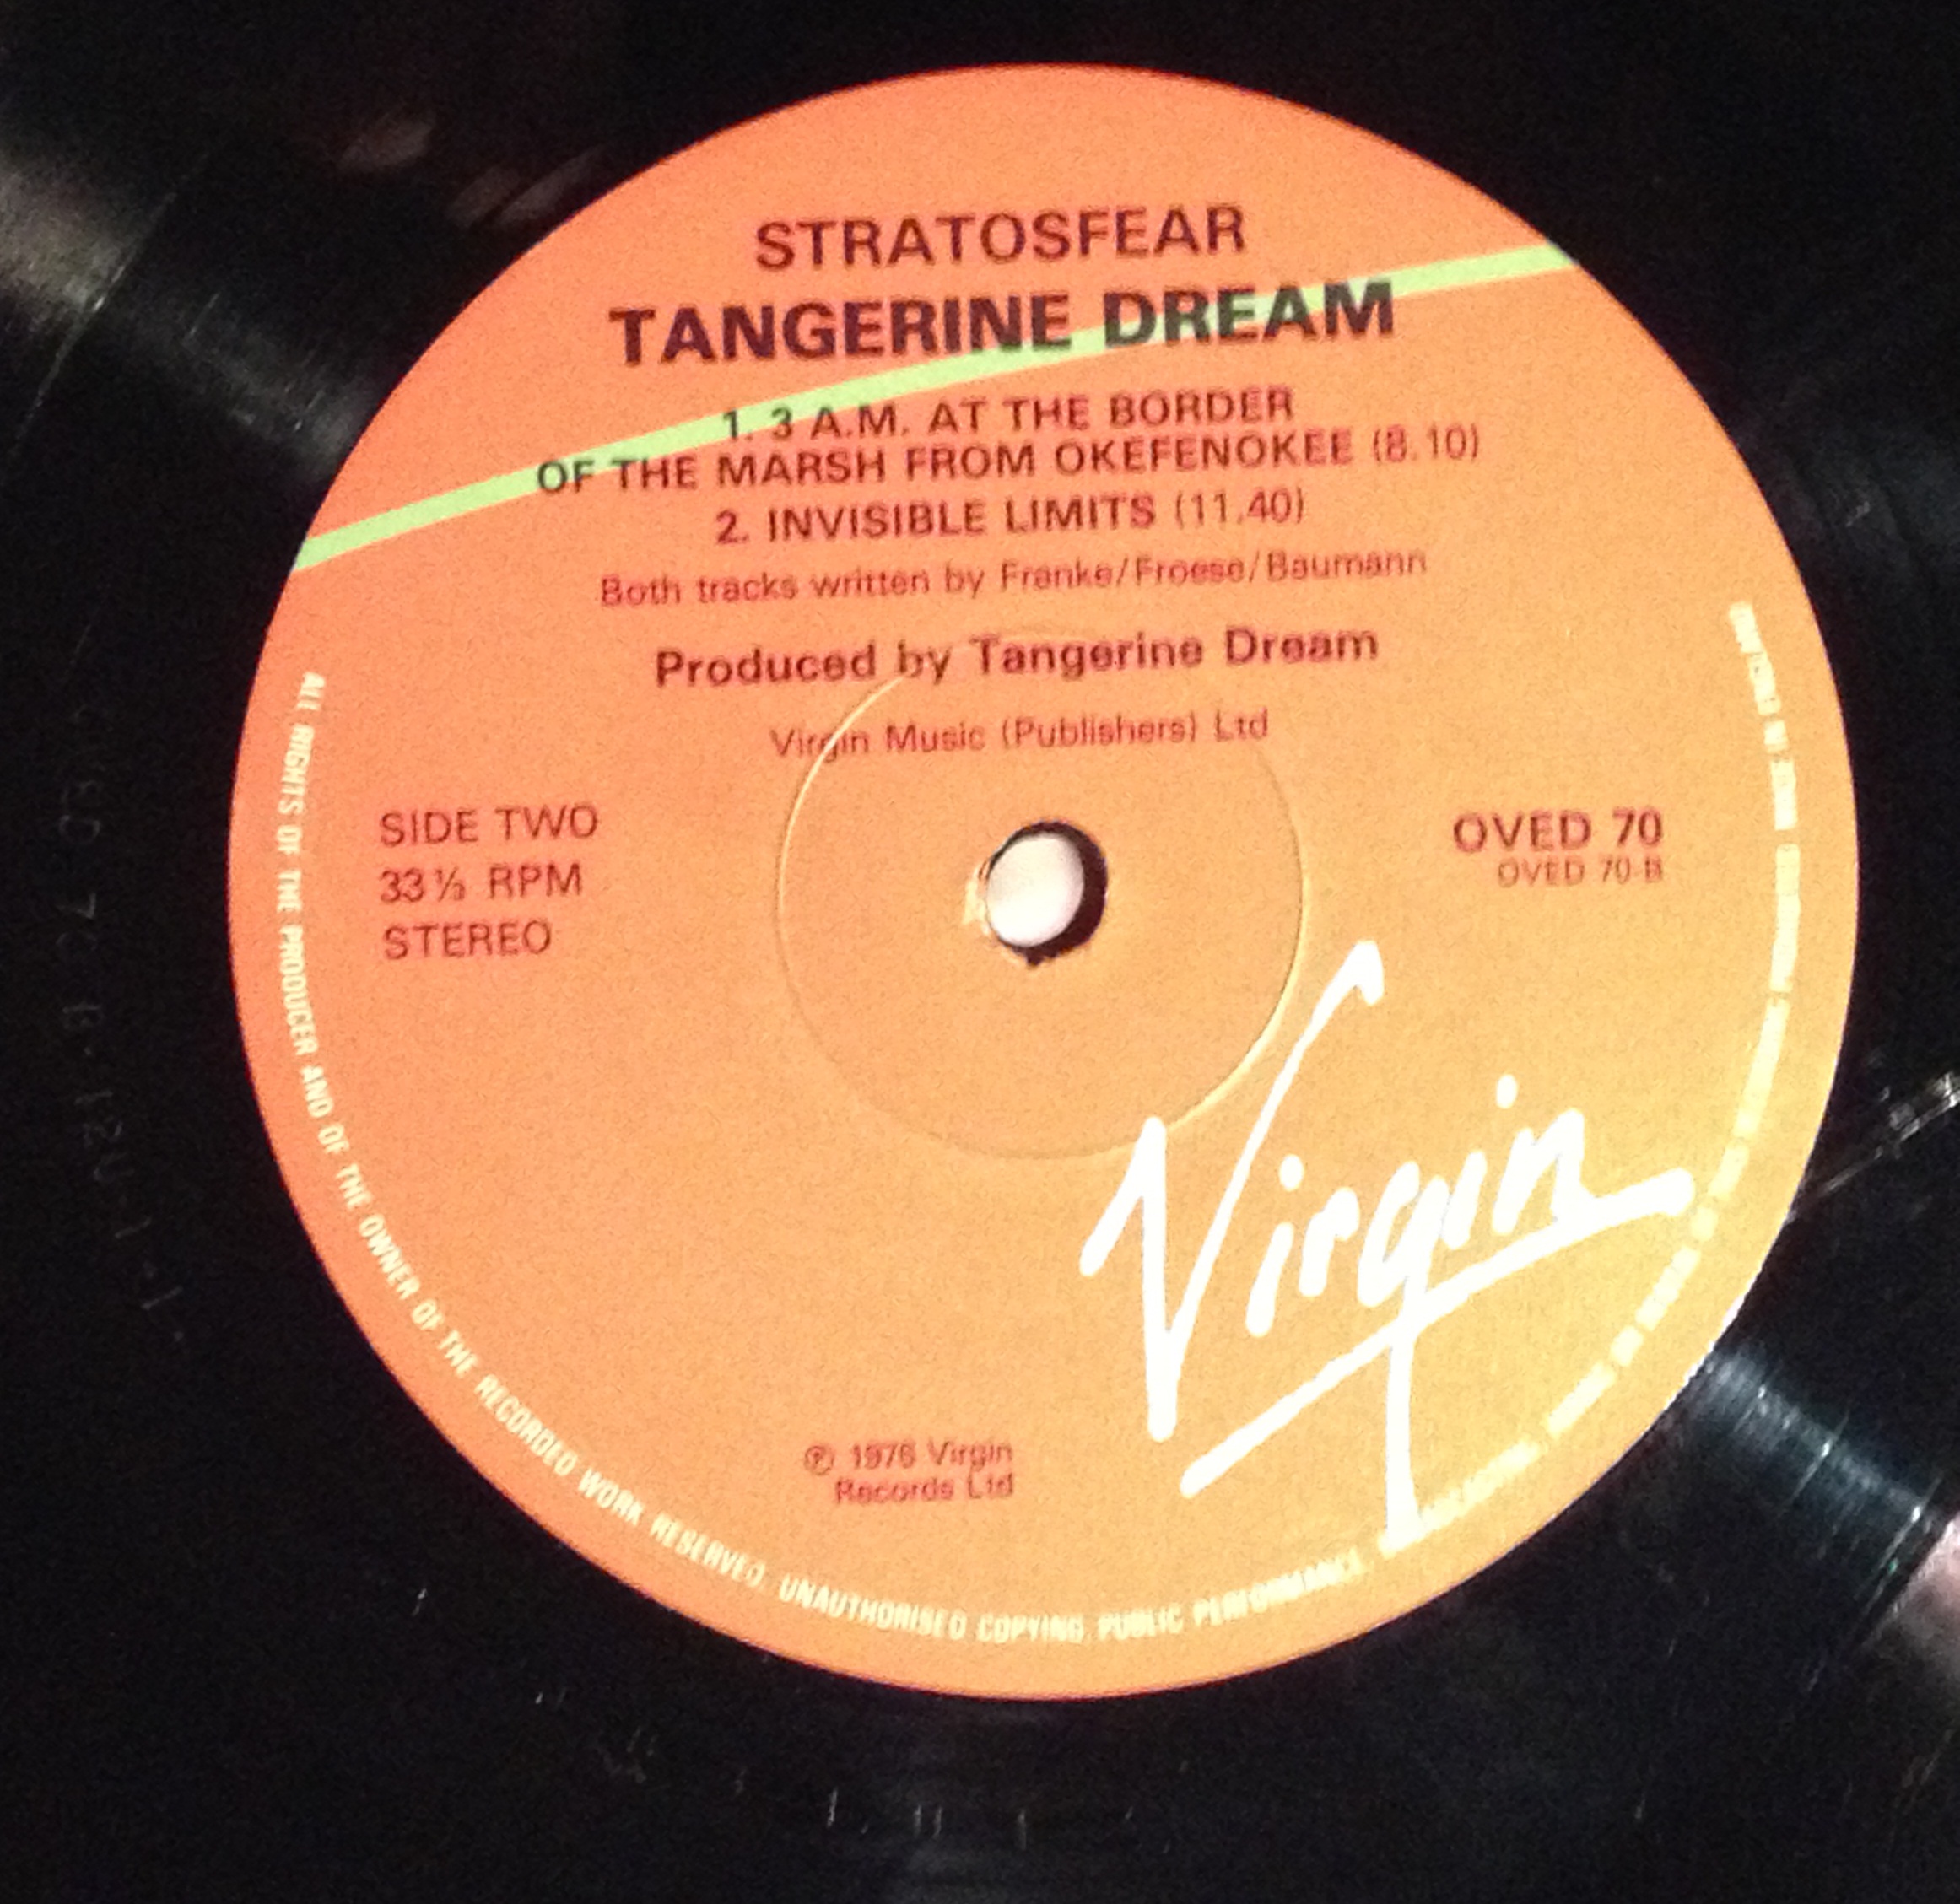 STRATOSFEAR
TANGERINE DREAM
1. 3 A.M. AT THE BORDER
OF THE MARSH FROM OKEFENOKEE (8.10)
2. INVISIBLE LIMITS (11.40)
Both tracks written by Franke/Froese/Baumann
Produced by Tangerine Dream
Virgin Music (Publishers) Ltd
SIDE TWO
33⅓ RPM
STEREO
OVED 70
OVED 70-B
Virgin
℗ 1976 Virgin
Records Ltd
ALL RIGHTS OF THE PRODUCER AND OF THE OWNER OF THE RECORDED WORK RESERVED. UNAUTHORISED COPYING, PUBLIC PERFORMANCE,